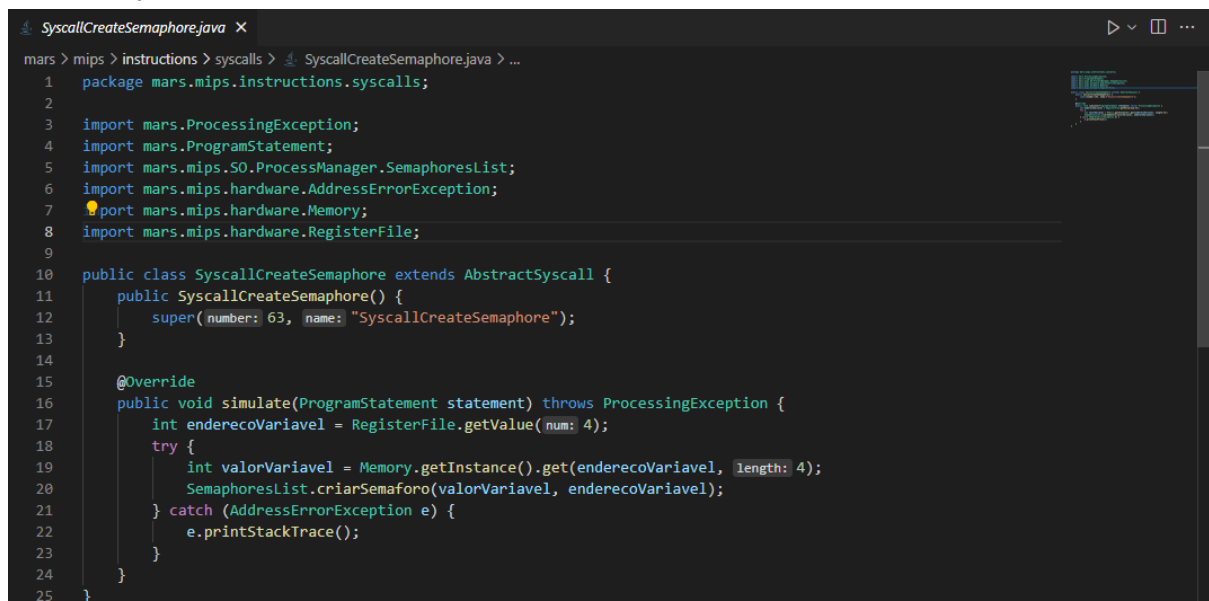 SyscallCreateSemaphore.java ×
mars > mips > instructions > syscalls > SyscallCreateSemaphore.java > ...
1 package mars.mips.instructions.syscalls;
2
3 import mars.ProcessingException;
4 import mars.ProgramStatement;
5 import mars.mips.SO.ProcessManager.SemaphoresList;
6 import mars.mips.hardware.AddressErrorException;
7 port mars.mips.hardware.Memory;
8 import mars.mips.hardware.RegisterFile;
9
10 public class SyscallCreateSemaphore extends AbstractSyscall {
11     public SyscallCreateSemaphore() {
12         super(number: 63, name: "SyscallCreateSemaphore");
13     }
14
15     @Override
16     public void simulate(ProgramStatement statement) throws ProcessingException {
17         int enderecoVariavel = RegisterFile.getValue(num: 4);
18         try {
19             int valorVariavel = Memory.getInstance().get(enderecoVariavel, length: 4);
20             SemaphoresList.criarSemaforo(valorVariavel, enderecoVariavel);
21         } catch (AddressErrorException e) {
22             e.printStackTrace();
23         }
24     }
25 }